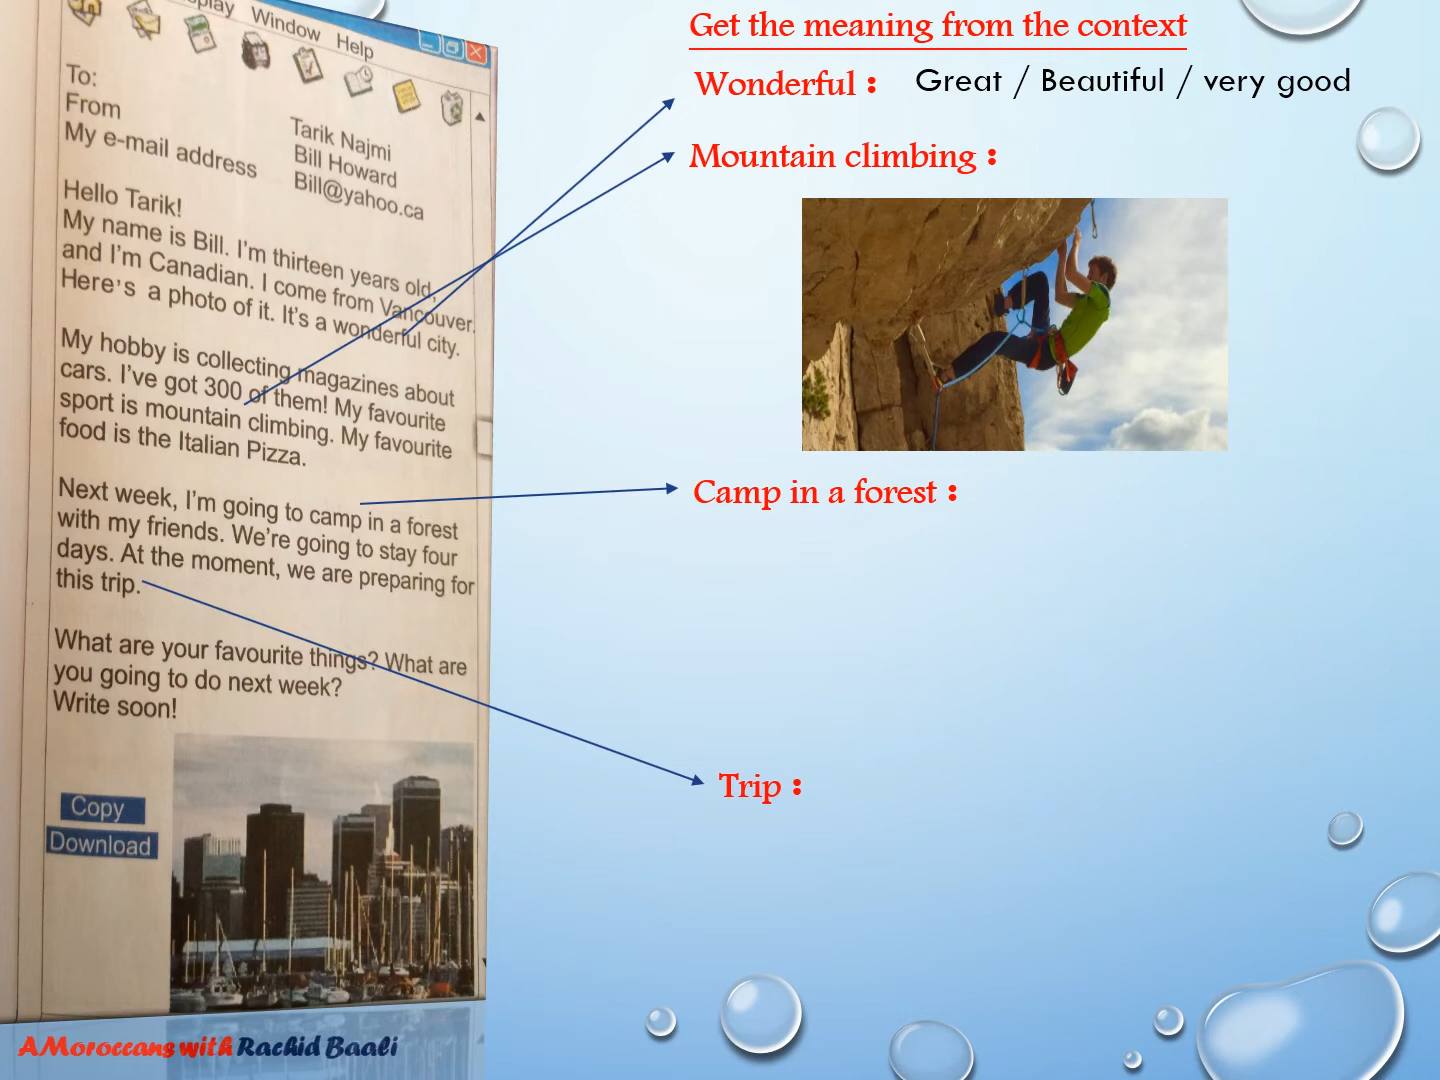 Window Help
To:
From
My e-mail address
Tarik Najmi
Bill Howard
Bill@yahoo.ca
Hello Tarik!
My name is Bill. I'm thirteen years old,
and I'm Canadian. I come from Vancouver.
Here's a photo of it. It's a wonderful city.
My hobby is collecting magazines about
cars. I've got 300 of them! My favourite
sport is mountain climbing. My favourite
food is the Italian Pizza.
Next week, I'm going to camp in a forest
with my friends. We're going to stay four
days. At the moment, we are preparing for
this trip.
What are your favourite things? What are
you going to do next week?
Write soon!
Copy
Download
Get the meaning from the context
Wonderful : Great / Beautiful / very good
Mountain climbing :
Camp in a forest :
Trip :
AMoroccans with Rachid Baali